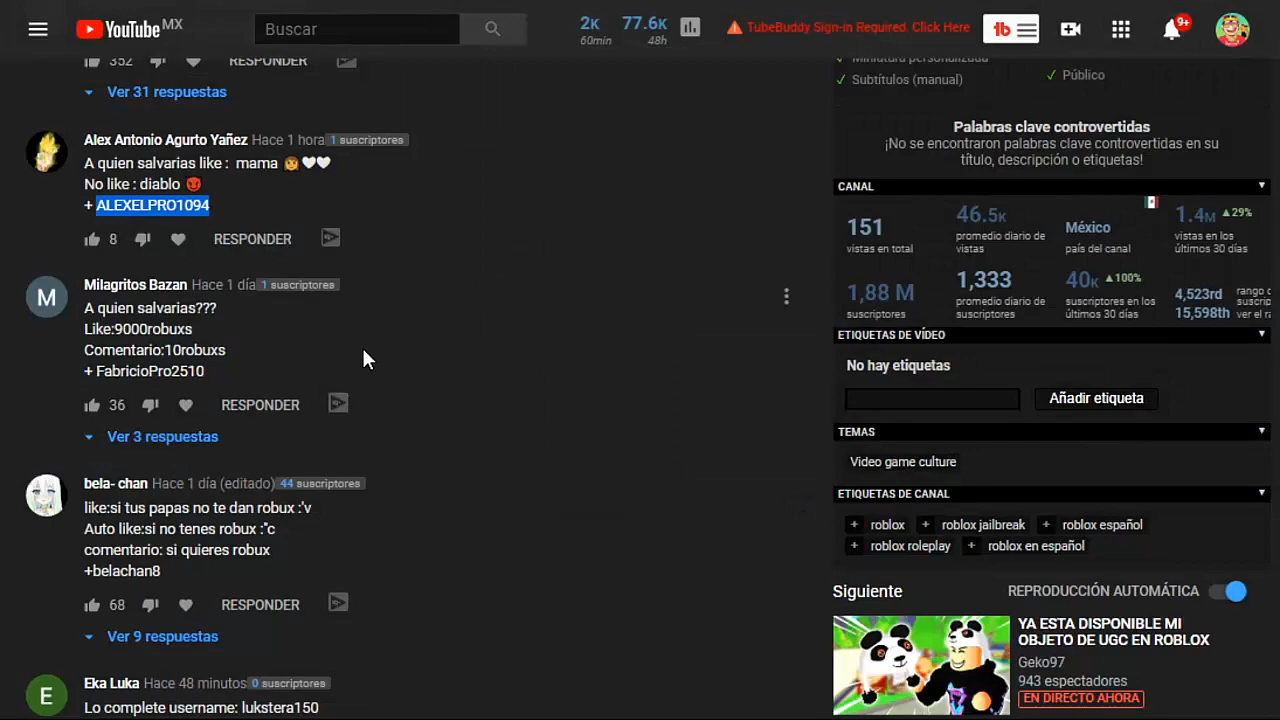 YouTube MX
Buscar
2K
60min
77.6K
48h
TubeBuddy Sign-in Required. Click Here
tb
9+
352 RESPONDER
Ver 31 respuestas
Alex Antonio Agurto Yañez Hace 1 hora 1 suscriptores
A quien salvarias like : mama 👩🤍🤍
No like : diablo 😈
+ ALEXELPRO1094
8 RESPONDER
M
Milagritos Bazan Hace 1 día 1 suscriptores
A quien salvarias???
Like:9000robuxs
Comentario:10robuxs
+ FabricioPro2510
36 RESPONDER
Ver 3 respuestas
bela- chan Hace 1 día (editado) 44 suscriptores
like:si tus papas no te dan robux :'v
Auto like:si no tenes robux :"c
comentario: si quieres robux
+belachan8
68 RESPONDER
Ver 9 respuestas
E
Eka Luka Hace 48 minutos 0 suscriptores
Lo complete username: lukstera150
✓ Miniatura personalizada
✓ Subtítulos (manual)
✓ Público
Palabras clave controvertidas
¡No se encontraron palabras clave controvertidas en su
título, descripción o etiquetas!
CANAL
151
vistas en total
46.5K
promedio diario de
vistas
México
país del canal
1.4M ▲29%
vistas en los
últimos 30 días
1,88 M
suscriptores
1,333
promedio diario de
suscriptores
40K ▲100%
suscriptores en los
últimos 30 días
4,523rd
15,598th
rango d
suscrip
ver el ra
ETIQUETAS DE VÍDEO
No hay etiquetas
Añadir etiqueta
TEMAS
Video game culture
ETIQUETAS DE CANAL
+ roblox + roblox jailbreak + roblox español
+ roblox roleplay + roblox en español
Siguiente
REPRODUCCIÓN AUTOMÁTICA
YA ESTA DISPONIBLE MI
OBJETO DE UGC EN ROBLOX
Geko97
943 espectadores
EN DIRECTO AHORA